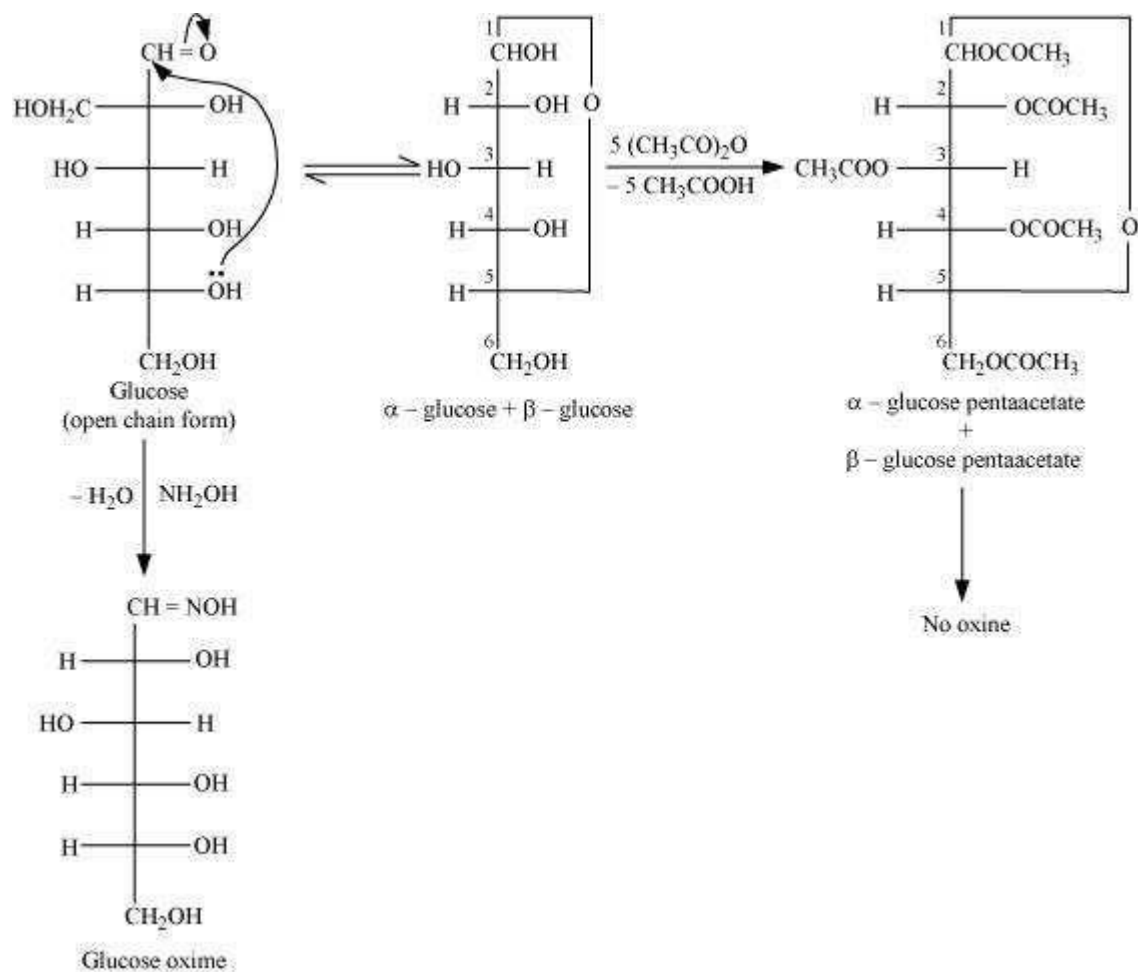 CH = O
HOH₂C OH
HO H
H OH
H OH
CH₂OH
Glucose
(open chain form)
1
CHOH
2
H OH O
3
HO H
4
H OH
5
H
6
CH₂OH
α – glucose + β – glucose
5 (CH₃CO)₂O
– 5 CH₃COOH
1
CHOCOCH₃
2
H OCOCH₃
3
CH₃COO H
4
H OCOCH₃ O
5
H
6
CH₂OCOCH₃
α – glucose pentaacetate
+
β – glucose pentaacetate
No oxine
– H₂O NH₂OH
CH = NOH
H OH
HO H
H OH
H OH
CH₂OH
Glucose oxime